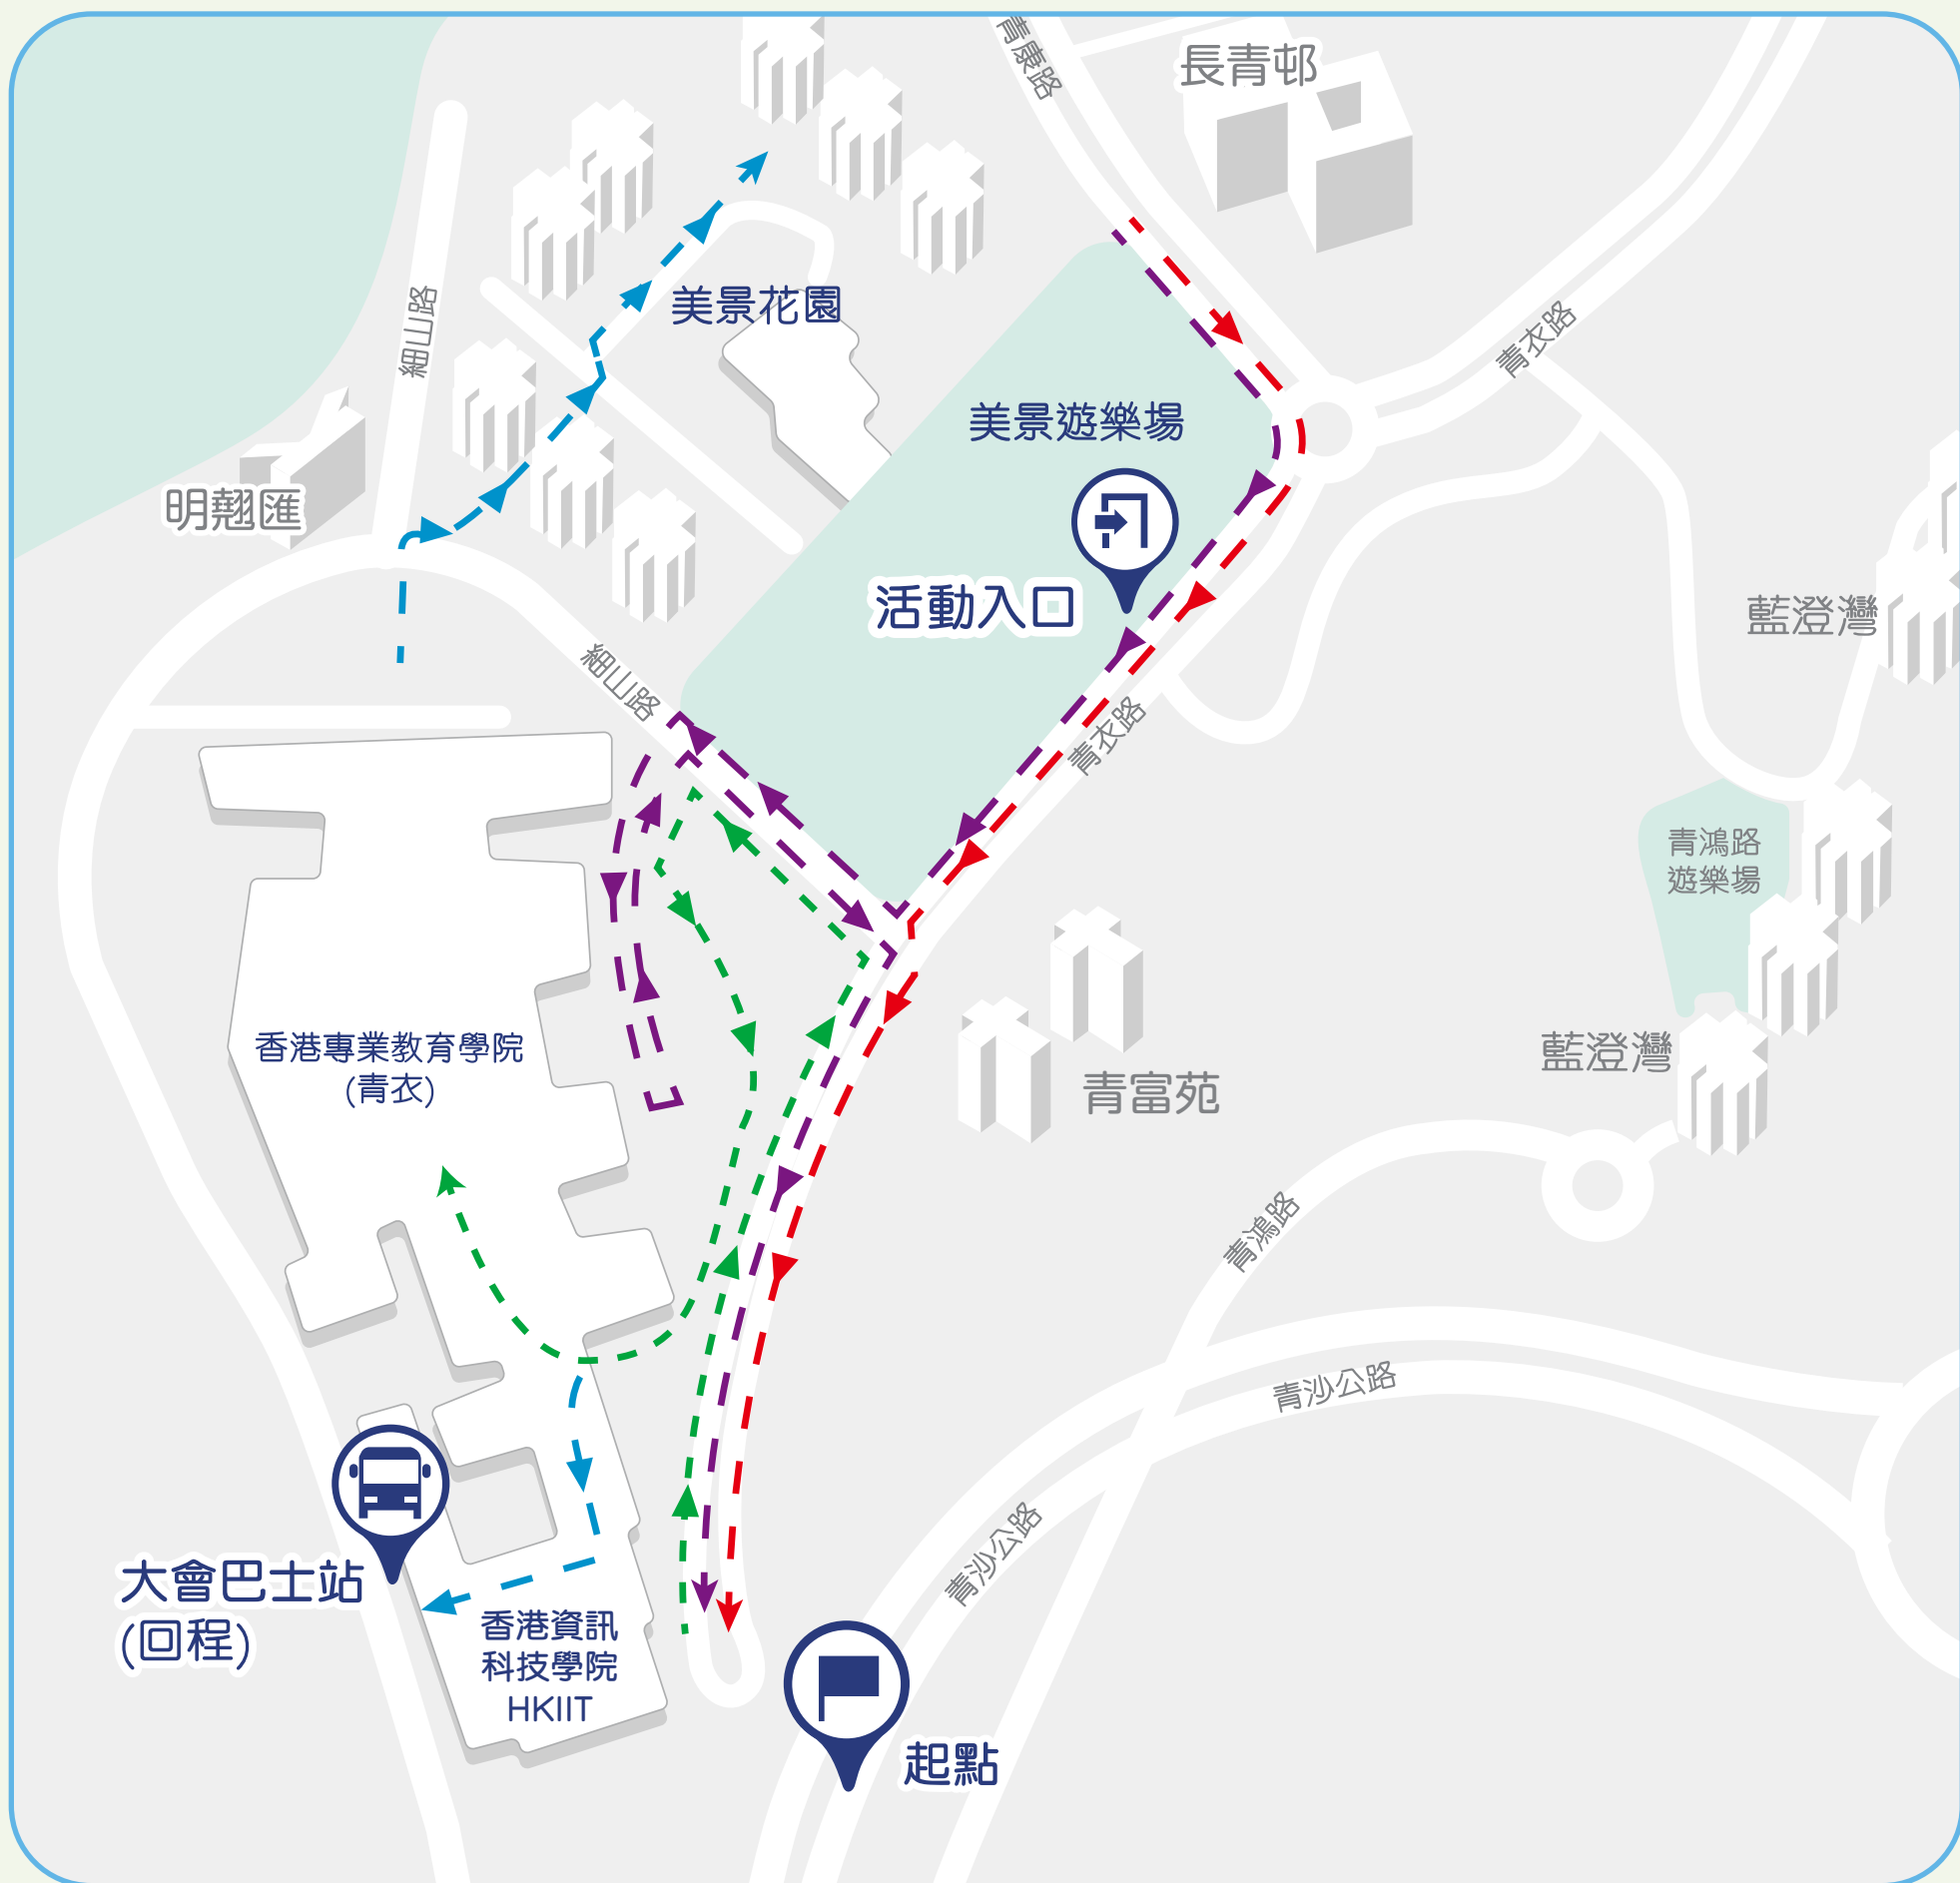 青康路
長青邨
細山路
美景花園
青衣路
美景遊樂場
明翹匯
活動入口
藍澄灣
細山路
青衣路
青鴻路
遊樂場
香港專業教育學院
(青衣)
青富苑
藍澄灣
青鴻路
青沙公路
青沙公路
大會巴士站
(回程)
香港資訊
科技學院
HKIIT
起點